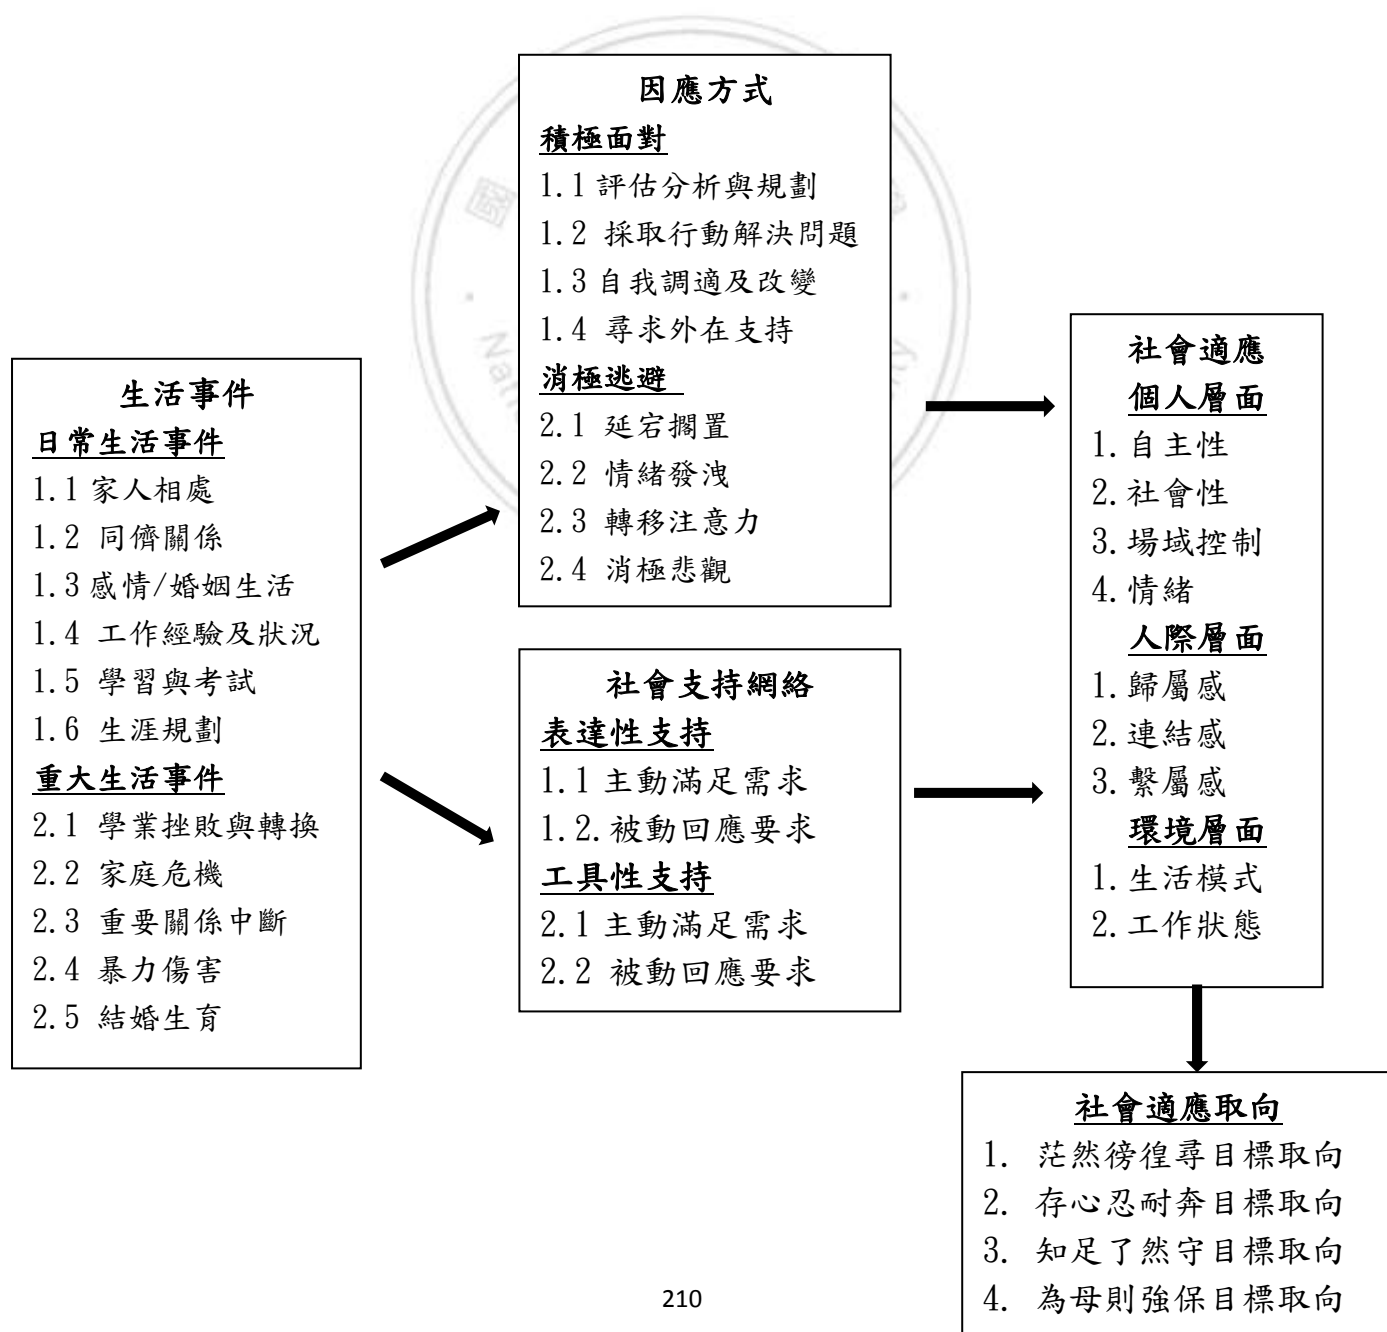 因應方式
積極面對
1.1評估分析與規劃
1.2 採取行動解決問題
1.3自我調適及改變
1.4 尋求外在支持
消極逃避
2.1 延宕擱置
2.2 情緒發洩
2.3 轉移注意力
2.4 消極悲觀
生活事件
日常生活事件
1.1家人相處
1.2 同儕關係
1.3感情/婚姻生活
1.4 工作經驗及狀況
1.5 學習與考試
1.6 生涯規劃
重大生活事件
2.1 學業挫敗與轉換
2.2 家庭危機
2.3 重要關係中斷
2.4 暴力傷害
2.5 結婚生育
社會支持網絡
表達性支持
1.1主動滿足需求
1.2.被動回應要求
工具性支持
2.1主動滿足需求
2.2 被動回應要求
社會適應
個人層面
1.自主性
2.社會性
3.場域控制
4.情緒
人際層面
1.歸屬感
2.連結感
3.繫屬感
環境層面
1.生活模式
2.工作狀態
社會適應取向
1. 茫然徬徨尋目標取向
2. 存心忍耐奔目標取向
3. 知足了然守目標取向
4. 為母則強保目標取向
210